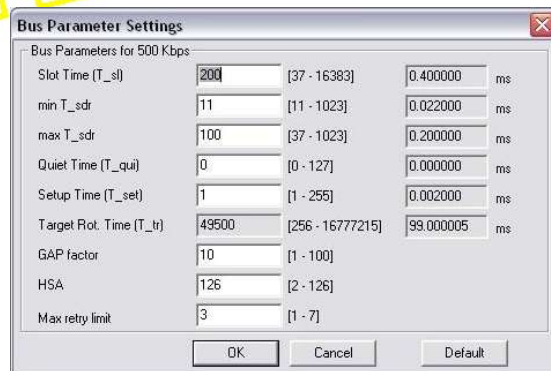 Bus Parameter Settings
Bus Parameters for 500 Kbps
Slot Time (T_sl) 200 [37 - 16383] 0.400000 ms
min T_sdr 11 [11 - 1023] 0.022000 ms
max T_sdr 100 [37 - 1023] 0.200000 ms
Quiet Time (T_qui) 0 [0 - 127] 0.000000 ms
Setup Time (T_set) 1 [1 - 255] 0.002000 ms
Target Rot. Time (T_tr) 49500 [256 - 16777215] 99.000005 ms
GAP factor 10 [1 - 100]
HSA 126 [2 - 126]
Max retry limit 3 [1 - 7]
OK Cancel Default